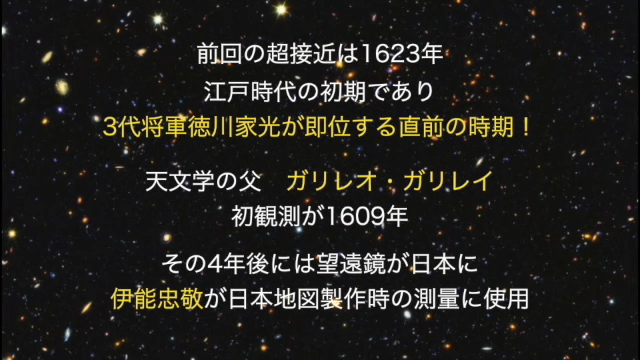 前回の超接近は1623年
江戸時代の初期であり
3代将軍徳川家光が即位する直前の時期！
天文学の父　ガリレオ・ガリレイ
初観測が1609年
その4年後には望遠鏡が日本に
伊能忠敬が日本地図製作時の測量に使用